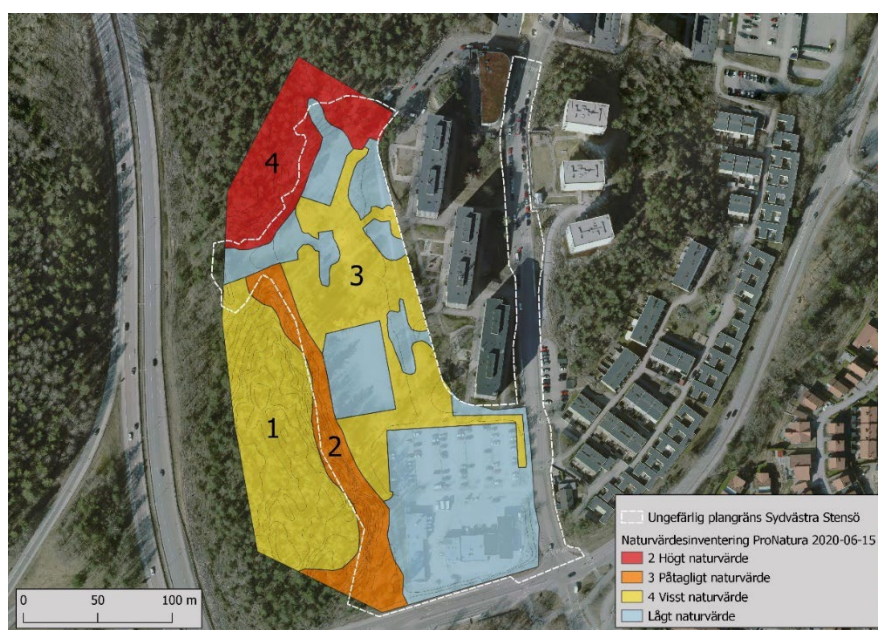 4
3
1
2
Ungefärlig plangräns Sydvästra Stensö
Naturvärdesinventering ProNatura 2020-06-15
2 Högt naturvärde
3 Påtagligt naturvärde
4 Visst naturvärde
Lågt naturvärde
0 50 100 m